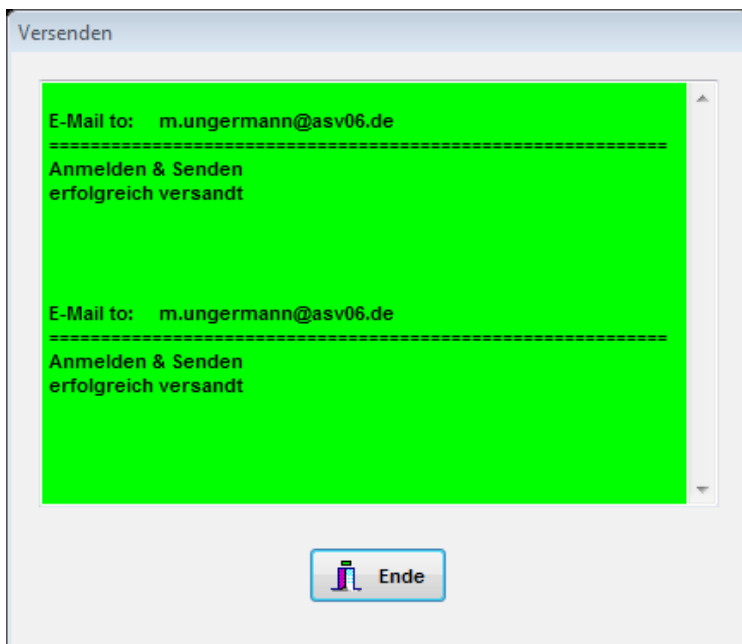 Versenden
E-Mail to: m.ungermann@asv06.de
============================================================
Anmelden & Senden
erfolgreich versandt
E-Mail to: m.ungermann@asv06.de
============================================================
Anmelden & Senden
erfolgreich versandt
Ende